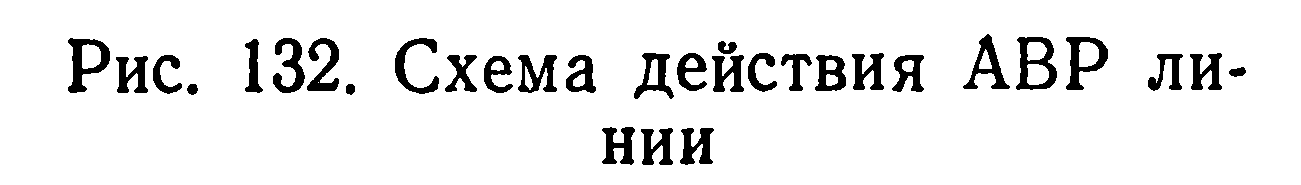 Рис. 132. Схема действия АВР ли-
нии